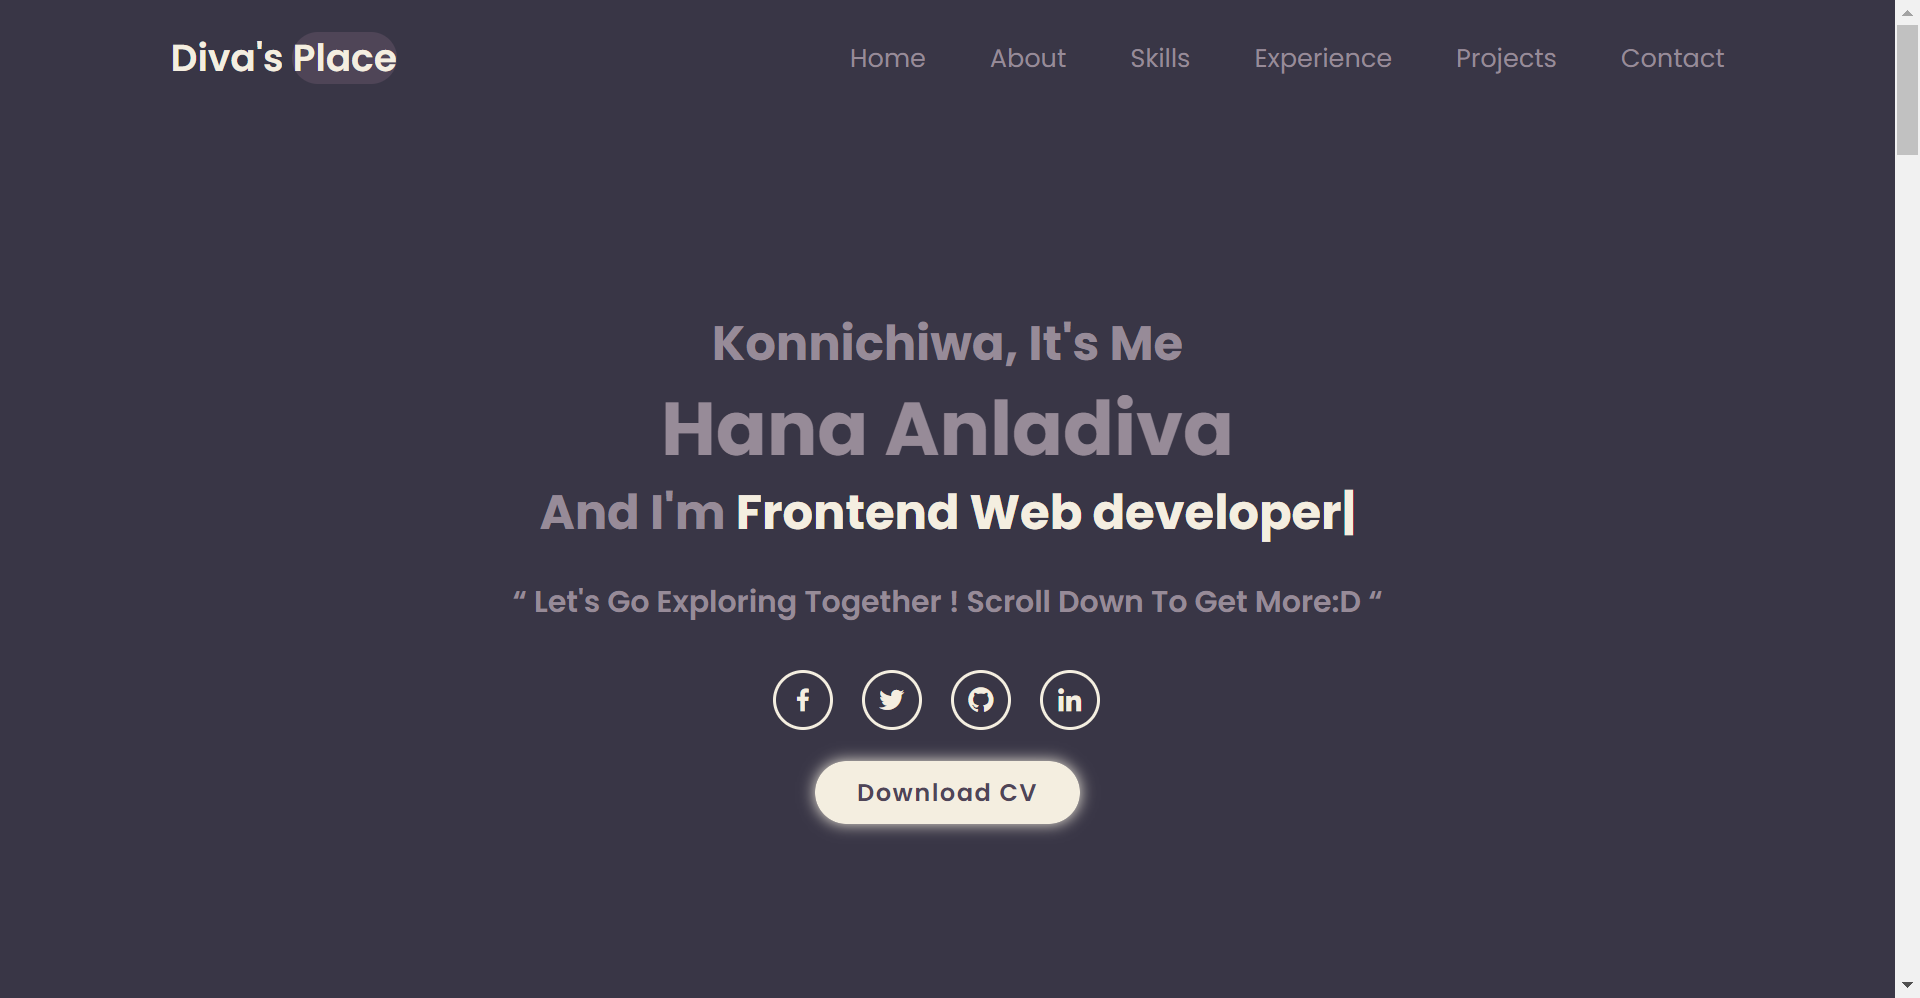 Diva's Place
Home About Skills Experience Projects Contact
Konnichiwa, It's Me
Hana Anladiva
And I'm Frontend Web developer|
“ Let's Go Exploring Together ! Scroll Down To Get More:D “
Download CV